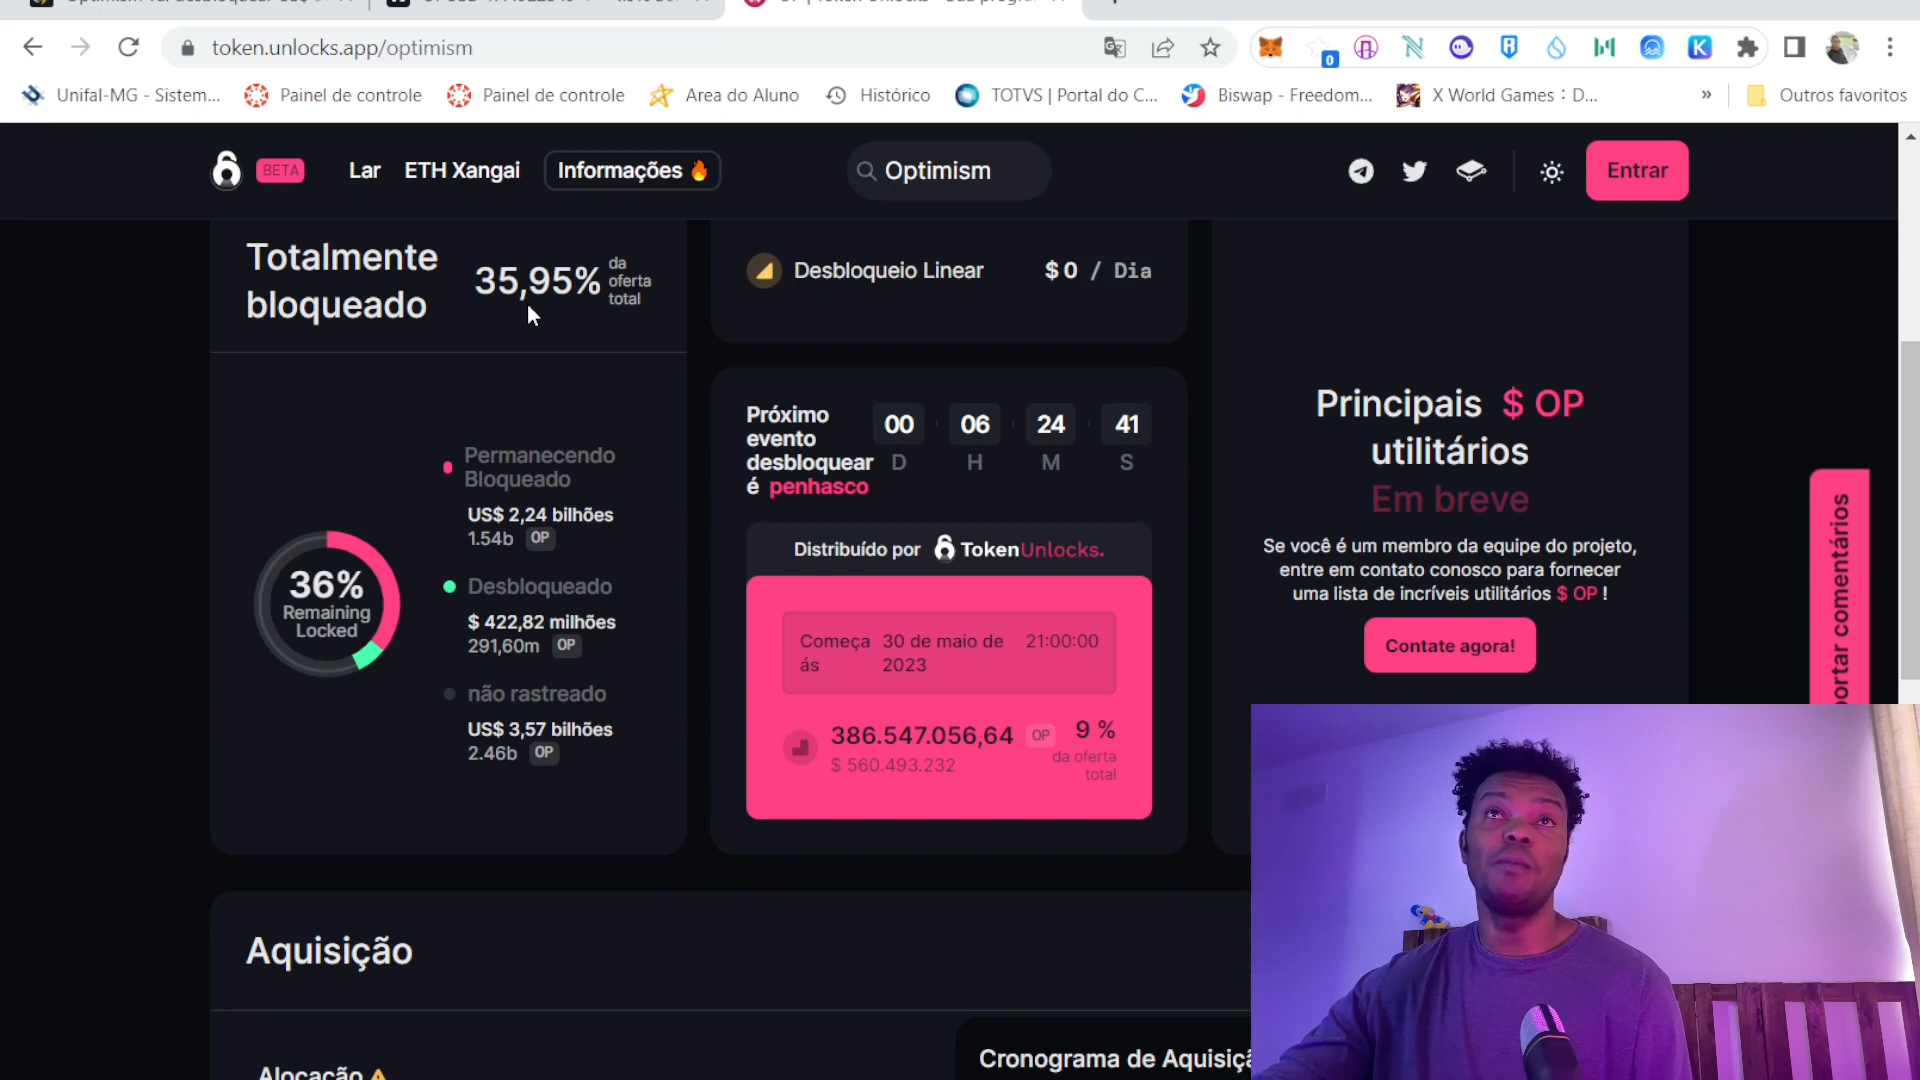 token.unlocks.app/optimism
0
Unifal-MG - Sistem...
Painel de controle
Painel de controle
Area do Aluno
Histórico
TOTVS | Portal do C...
Biswap - Freedom...
X World Games : D...
»
Outros favoritos
BETA
Lar
ETH Xangai
Informações
Optimism
Entrar
Totalmente
bloqueado
35,95%
da
oferta
total
36%
Remaining
Locked
Permanecendo
Bloqueado
US$ 2,24 bilhões
1.54b OP
Desbloqueado
$ 422,82 milhões
291,60m OP
não rastreado
US$ 3,57 bilhões
2.46b OP
Desbloqueio Linear $ 0 / Dia
Próximo
evento
desbloquear
é penhasco
00 06 24 41
D H M S
Distribuído por TokenUnlocks.
Começa
ás
30 de maio de
2023
21:00:00
386.547.056,64 OP
$ 560.493.232
9 %
da oferta
total
Principais $ OP
utilitários
Em breve
Se você é um membro da equipe do projeto,
entre em contato conosco para fornecer
uma lista de incríveis utilitários $ OP !
Contate agora!
ortar comentários
Aquisição
Alocação
Cronograma de Aquisiçã